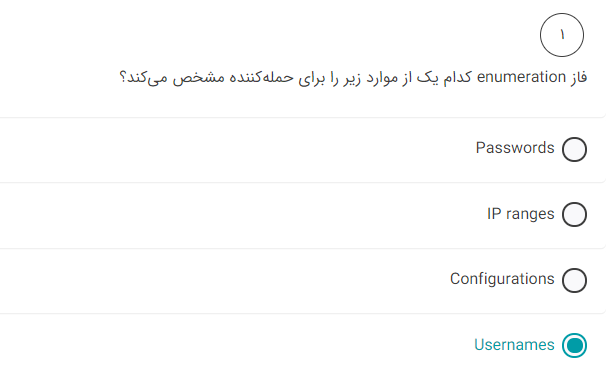 ۱
فاز enumeration کدام یک از موارد زیر را برای حمله‌کننده مشخص می‌کند؟
Passwords
IP ranges
Configurations
Usernames